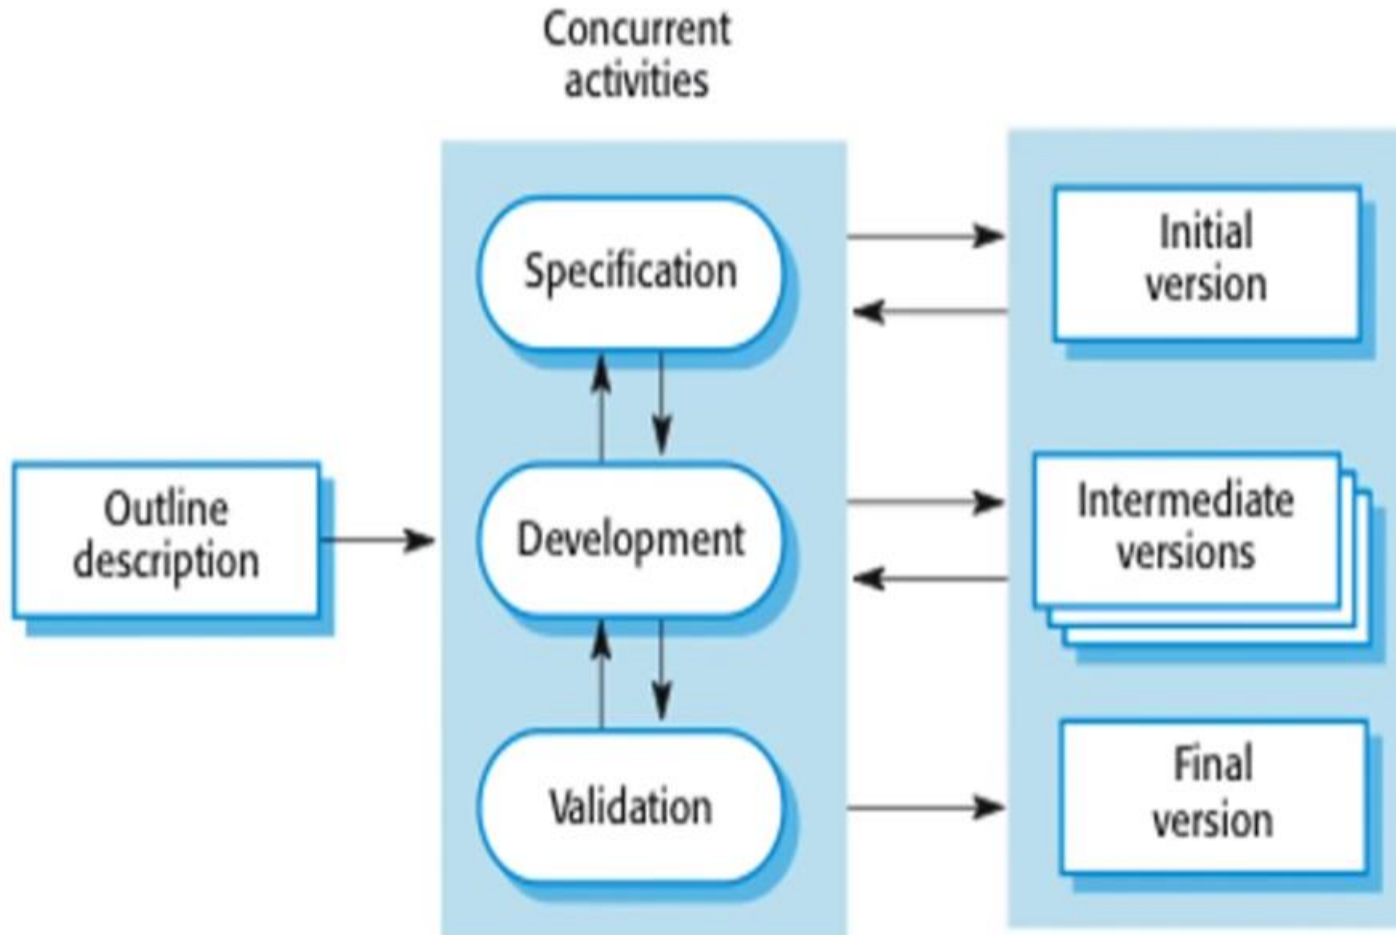 Concurrent
activities
Specification
Initial
version
Outline
description
Development
Intermediate
versions
Validation
Final
version